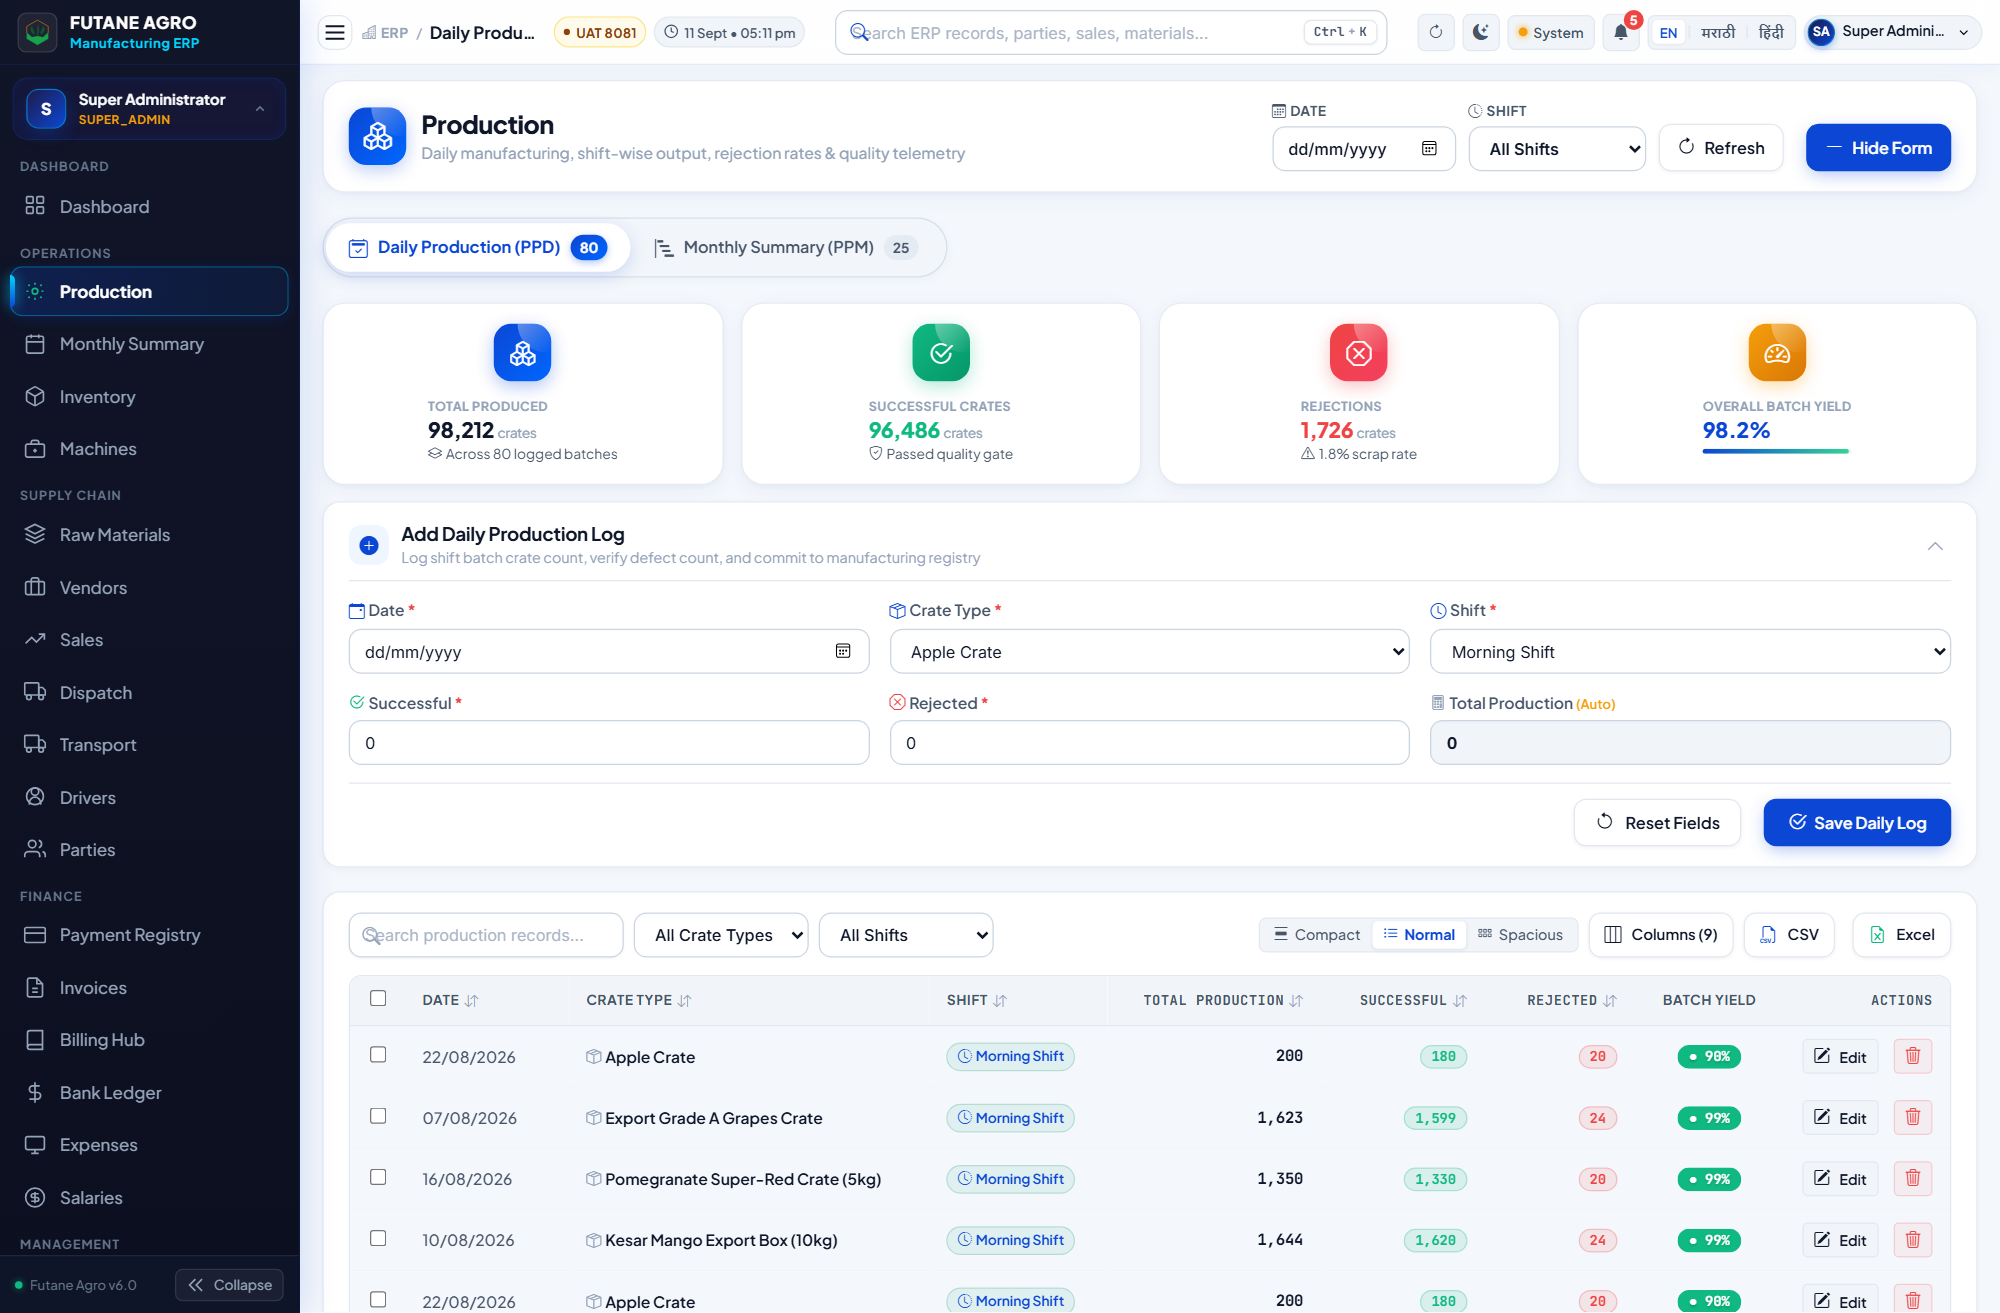 FUTANE AGRO
Manufacturing ERP
S
Super Administrator
SUPER_ADMIN
DASHBOARD
Dashboard
OPERATIONS
Production
Monthly Summary
Inventory
Machines
SUPPLY CHAIN
Raw Materials
Vendors
Sales
Dispatch
Transport
Drivers
Parties
FINANCE
Payment Registry
Invoices
Billing Hub
Bank Ledger
Expenses
Salaries
MANAGEMENT
Futane Agro v6.0
Collapse
ERP / Daily Produ...
UAT 8081
11 Sept • 05:11 pm
Search ERP records, parties, sales, materials...
Ctrl + K
System
5
EN मराठी हिंदी
SA Super Admini...
Production
Daily manufacturing, shift-wise output, rejection rates & quality telemetry
DATE
dd/mm/yyyy
SHIFT
All Shifts
Refresh
Hide Form
Daily Production (PPD) 80
Monthly Summary (PPM) 25
TOTAL PRODUCED
98,212 crates
Across 80 logged batches
SUCCESSFUL CRATES
96,486 crates
Passed quality gate
REJECTIONS
1,726 crates
1.8% scrap rate
OVERALL BATCH YIELD
98.2%
Add Daily Production Log
Log shift batch crate count, verify defect count, and commit to manufacturing registry
Date *
dd/mm/yyyy
Crate Type *
Apple Crate
Shift *
Morning Shift
Successful *
0
Rejected *
0
Total Production (Auto)
0
Reset Fields
Save Daily Log
Search production records...
All Crate Types
All Shifts
Compact Normal Spacious
Columns (9)
CSV
Excel
DATE CRATE TYPE SHIFT TOTAL PRODUCTION SUCCESSFUL REJECTED BATCH YIELD ACTIONS
22/08/2026 Apple Crate Morning Shift 200 180 20 90% Edit
07/08/2026 Export Grade A Grapes Crate Morning Shift 1,623 1,599 24 99% Edit
16/08/2026 Pomegranate Super-Red Crate (5kg) Morning Shift 1,350 1,330 20 99% Edit
10/08/2026 Kesar Mango Export Box (10kg) Morning Shift 1,644 1,620 24 99% Edit
22/08/2026 Apple Crate Morning Shift 200 180 20 90% Edit